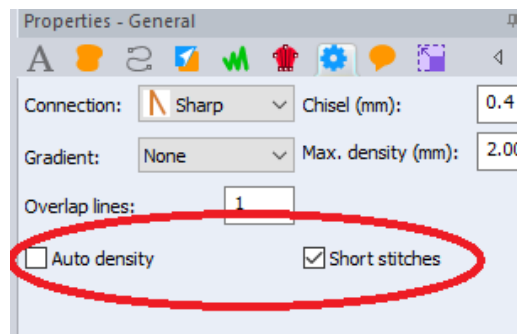 Properties - General
A
Connection: Sharp Chisel (mm): 0.4
Gradient: None Max. density (mm): 2.00
Overlap lines: 1
Auto density Short stitches